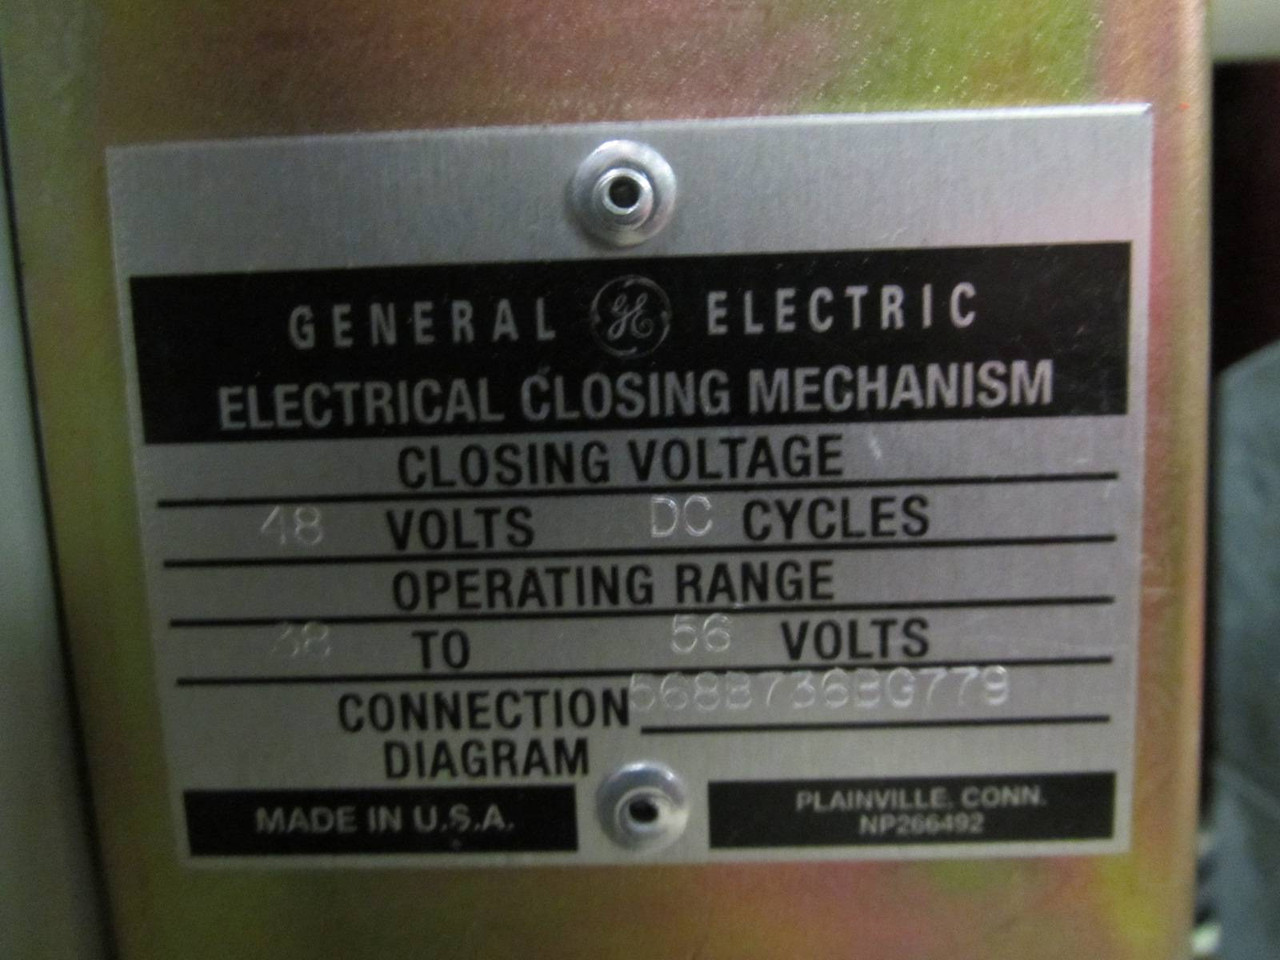 GENERAL GE ELECTRIC
ELECTRICAL CLOSING MECHANISM
CLOSING VOLTAGE
48 VOLTS DC CYCLES
OPERATING RANGE
38 TO 56 VOLTS
CONNECTION 568B736BG779
DIAGRAM
MADE IN U.S.A.
PLAINVILLE, CONN.
NP266492